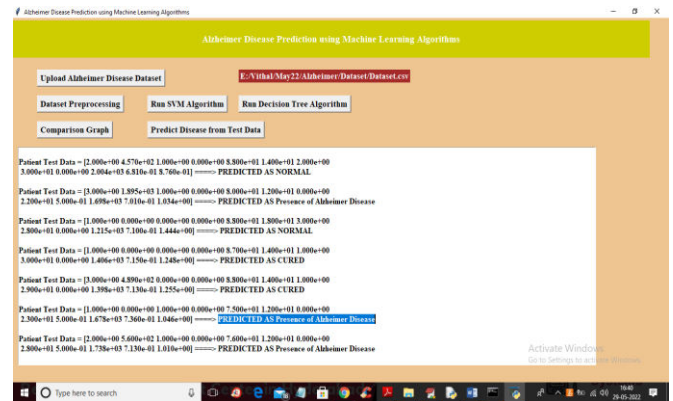 Alzheimer Disease Prediction using Machine Learning Algorithms
Alzheimer Disease Prediction using Machine Learning Algorithms
Upload Alzheimer Disease Dataset
E:/Vithal/May22/Alzheimer/Dataset/Dataset.csv
Dataset Preprocessing
Run SVM Algorithm
Run Decision Tree Algorithm
Comparison Graph
Predict Disease from Test Data
Patient Test Data = [2.000e+00 4.570e+02 1.000e+00 0.000e+00 8.800e+01 1.400e+01 2.000e+00
3.000e+01 0.000e+00 2.004e+03 6.810e-01 8.760e-01] ====> PREDICTED AS NORMAL
Patient Test Data = [3.000e+00 1.895e+03 1.000e+00 0.000e+00 8.000e+01 1.200e+01 0.000e+00
2.200e+01 5.000e-01 1.698e+03 7.010e-01 1.034e+00] ====> PREDICTED AS Presence of Alzheimer Disease
Patient Test Data = [1.000e+00 0.000e+00 0.000e+00 0.000e+00 8.800e+01 1.800e+01 3.000e+00
2.800e+01 0.000e+00 1.215e+03 7.100e-01 1.444e+00] ====> PREDICTED AS NORMAL
Patient Test Data = [1.000e+00 0.000e+00 0.000e+00 0.000e+00 8.700e+01 1.400e+01 1.000e+00
3.000e+01 0.000e+00 1.406e+03 7.150e-01 1.248e+00] ====> PREDICTED AS CURED
Patient Test Data = [3.000e+00 4.890e+02 0.000e+00 0.000e+00 8.800e+01 1.400e+01 1.000e+00
2.900e+01 0.000e+00 1.398e+03 7.130e-01 1.255e+00] ====> PREDICTED AS CURED
Patient Test Data = [1.000e+00 0.000e+00 1.000e+00 0.000e+00 7.500e+01 1.200e+01 0.000e+00
2.300e+01 5.000e-01 1.678e+03 7.360e-01 1.046e+00] ====> PREDICTED AS Presence of Alzheimer Disease
Patient Test Data = [2.000e+00 5.600e+02 1.000e+00 0.000e+00 7.600e+01 1.200e+01 0.000e+00
2.800e+01 5.000e-01 1.738e+03 7.130e-01 1.010e+00] ====> PREDICTED AS Presence of Alzheimer Disease
Activate Windows
Go to Settings to activate Windows.
Type here to search
16:40
29-05-2022